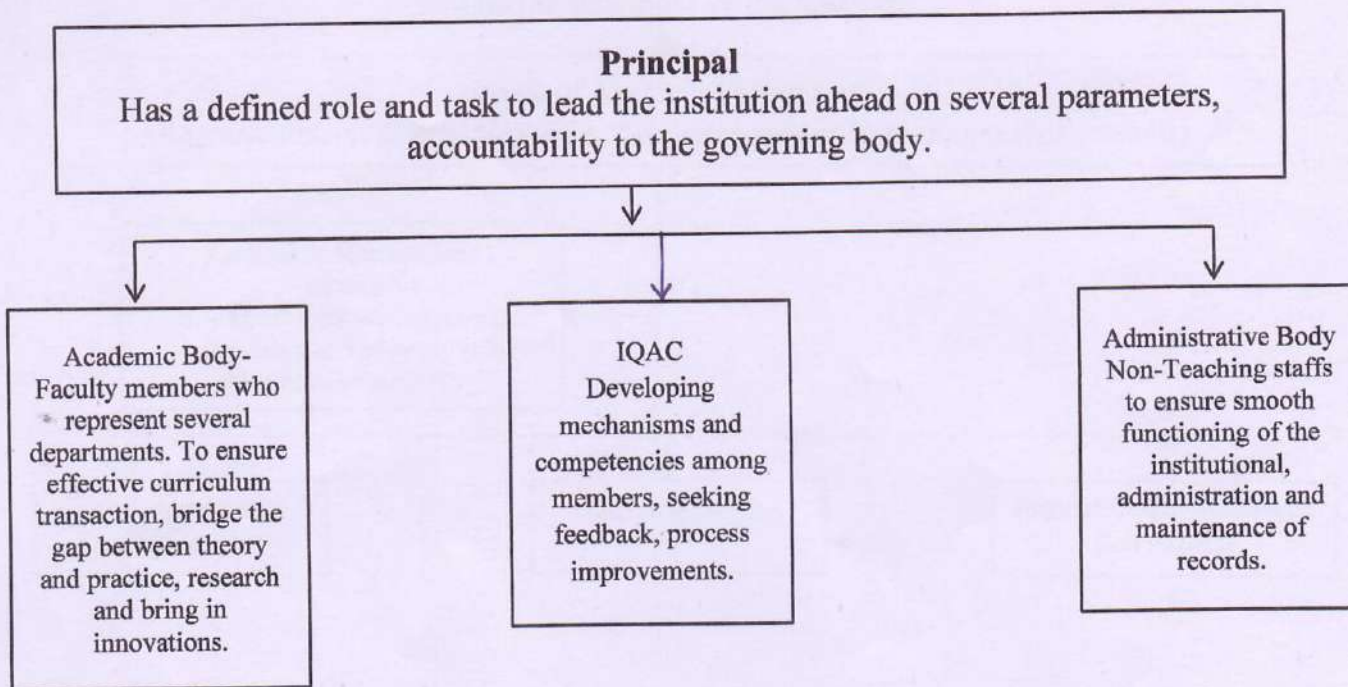 Principal
Has a defined role and task to lead the institution ahead on several parameters,
accountability to the governing body.
Academic Body-
Faculty members who
represent several
departments. To ensure
effective curriculum
transaction, bridge the
gap between theory
and practice, research
and bring in
innovations.
IQAC
Developing
mechanisms and
competencies among
members, seeking
feedback, process
improvements.
Administrative Body
Non-Teaching staffs
to ensure smooth
functioning of the
institutional,
administration and
maintenance of
records.